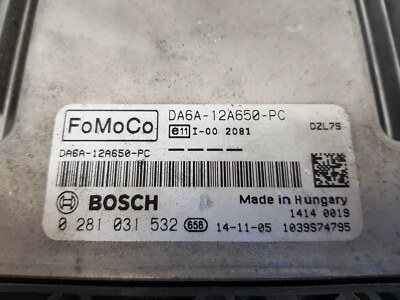 FoMoCo
DA6A-12A650-PC
e11 I-00 2081
DZL79
DA6A-12A650-PC
BOSCH
Made in Hungary
1414 0019
0 281 031 532 658 14-11-05 1039S74795